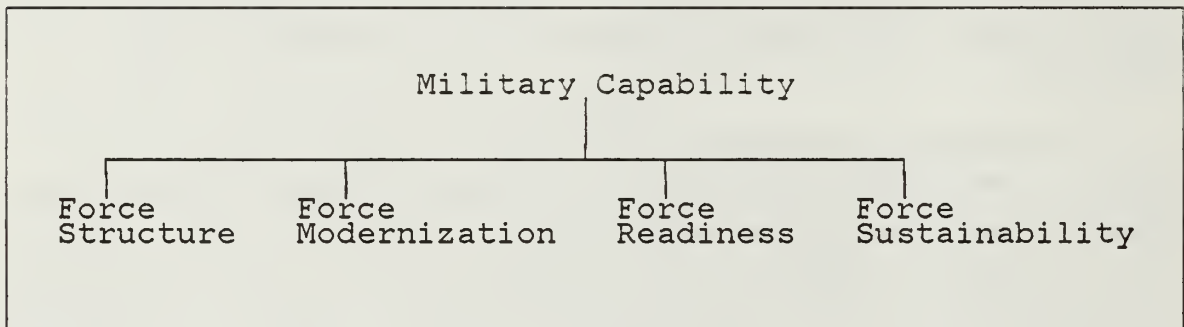 Military Capability
Force Structure
Force Modernization
Force Readiness
Force Sustainability